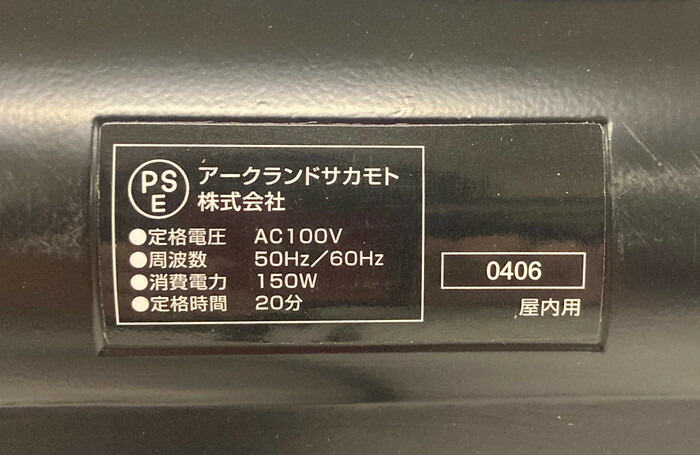 PS
E
アークランドサカモト
株式会社
●定格電圧 AC100V
●周波数 50Hz／60Hz
●消費電力 150W
●定格時間 20分
0406
屋内用